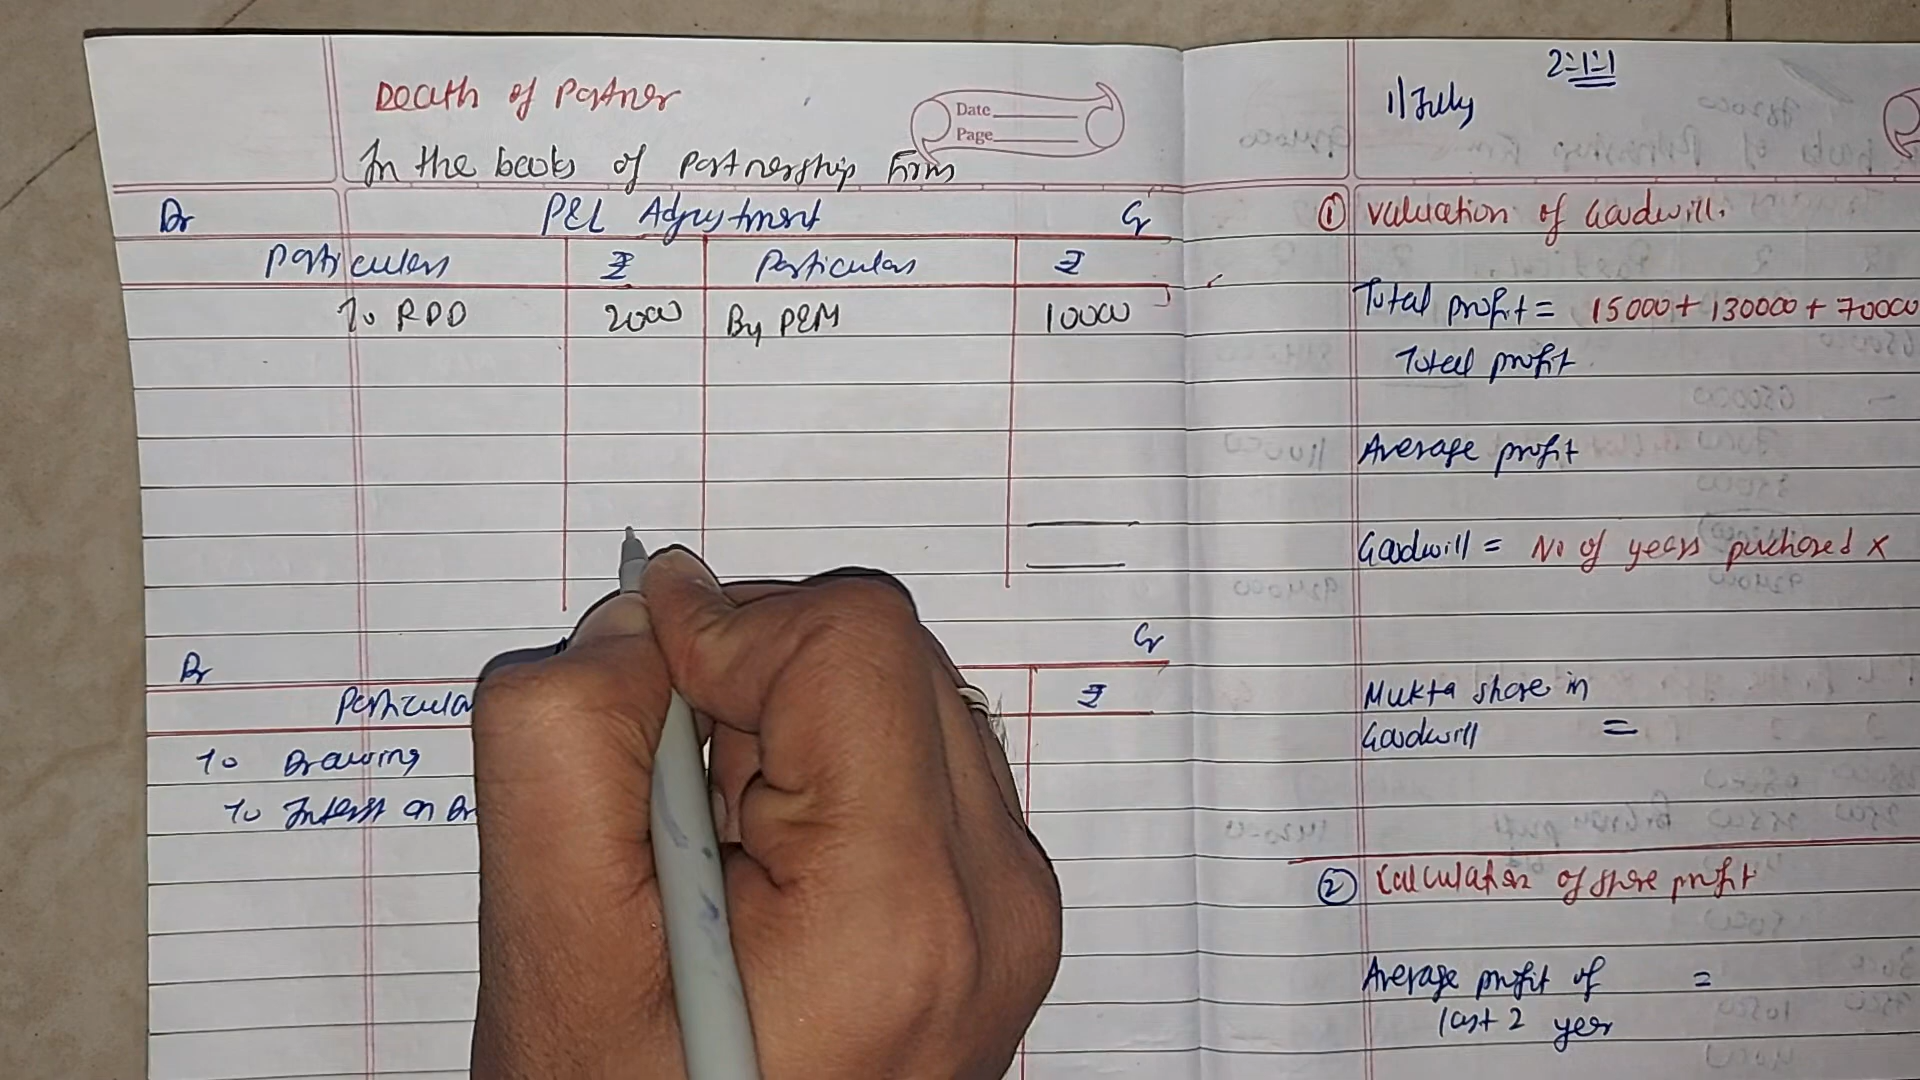 Death of Partner
Date
Page
In the books of Partnership Firm
Dr P&L Adjustment Cr
Particulars ₹ Particulars ₹
To RDD 2000 By P&M 10000
Cr
Dr
₹
To Drawing
To Interest on
2:1:1
1/July
① Valuation of Goodwill.
Total profit = 15000 + 130000 + 70000
Total profit
Average profit
Goodwill = No of years purchased ×
Mukta share in
Goodwill =
② Calculation of share profit
Average profit of =
last 2 year